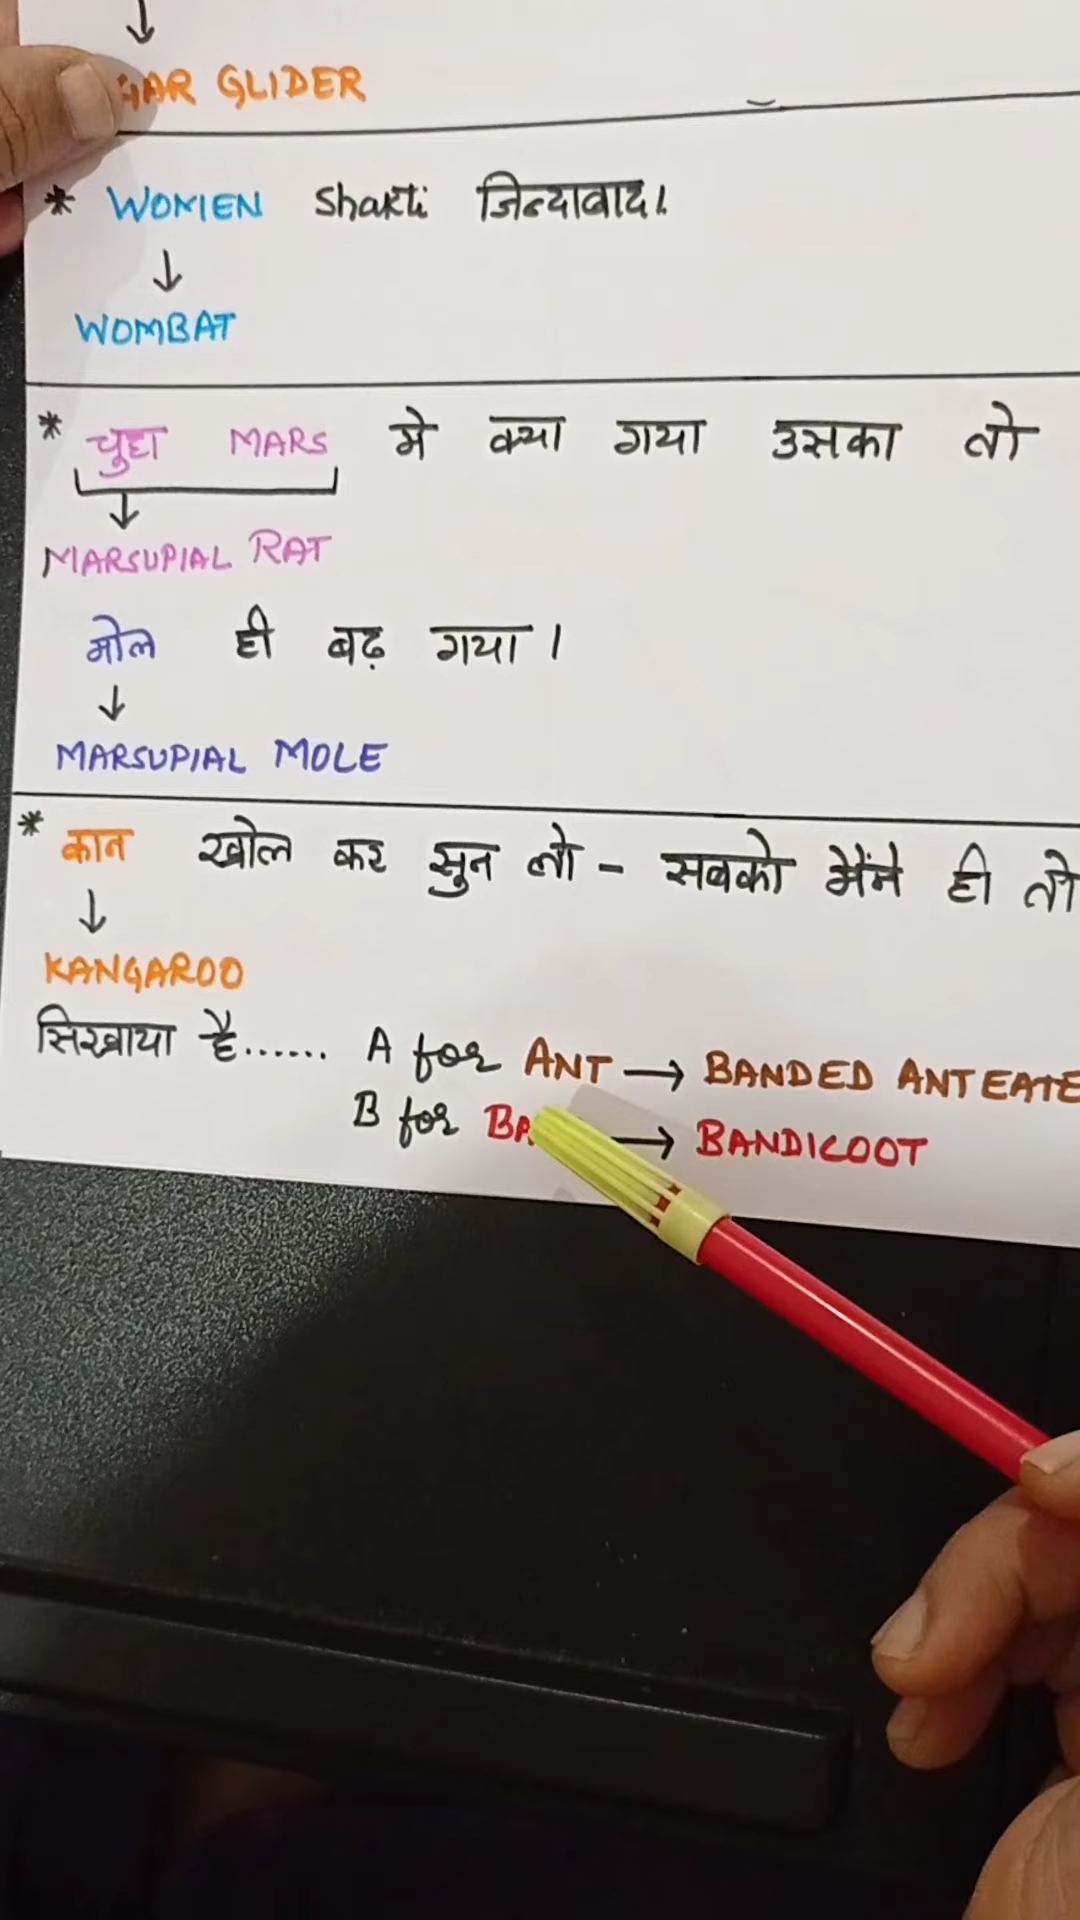 GLIDER
* WOMEN Shakti जिन्दाबाद।
↓
WOMBAT
* चुहा MARS मे क्या गया उसका तो
↓
MARSUPIAL RAT
मोल ही बढ़ गया।
↓
MARSUPIAL MOLE
* कान खोल कर सुन लो - सबको मैंने ही तो
↓
KANGAROO
सिखाया है...... A for ANT → BANDED
B for → BANDICOOT